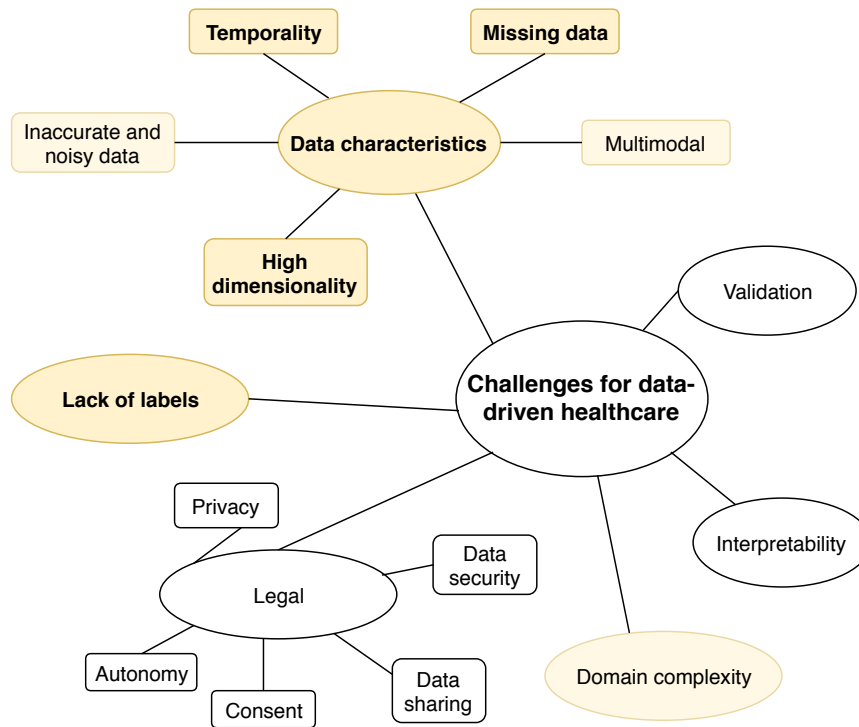 Temporality
Missing data
Inaccurate and
noisy data
Data characteristics
Multimodal
High
dimensionality
Validation
Challenges for data-
driven healthcare
Lack of labels
Privacy
Data
security
Interpretability
Legal
Autonomy
Consent
Data
sharing
Domain complexity